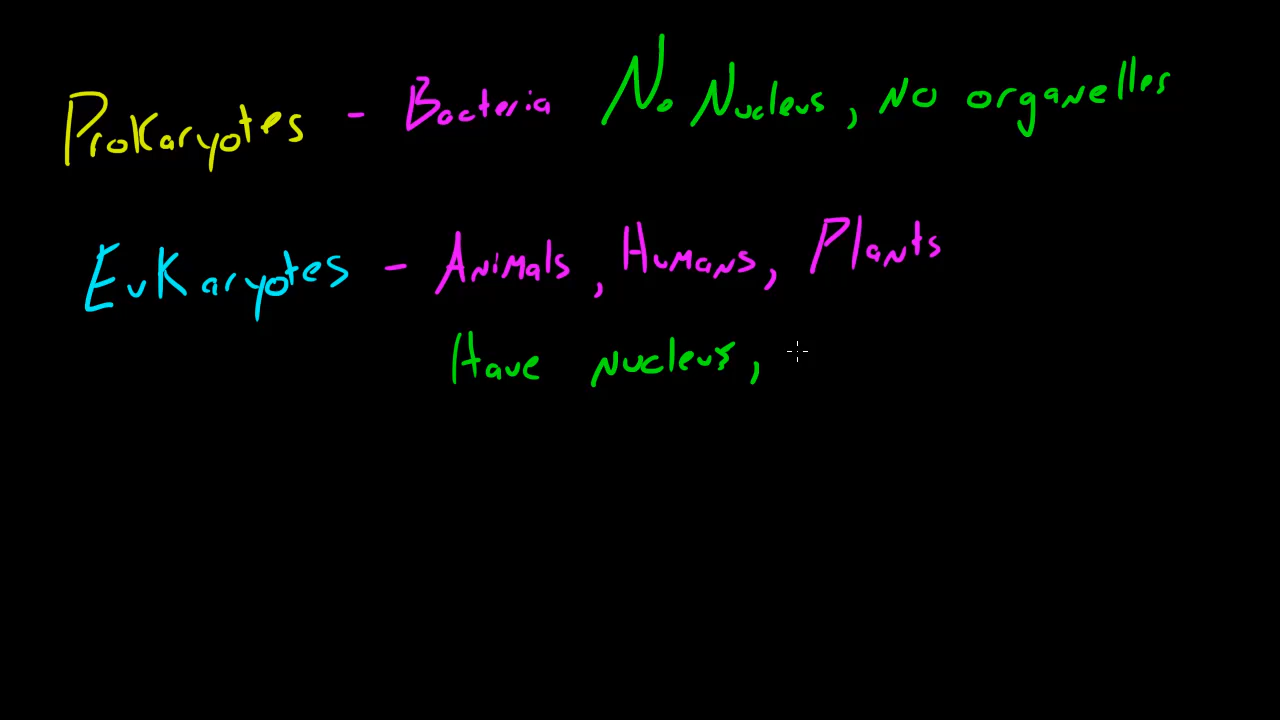 Prokaryotes - Bacteria No Nucleus, no organelles
Eukaryotes - Animals, Humans, Plants
Have nucleus,